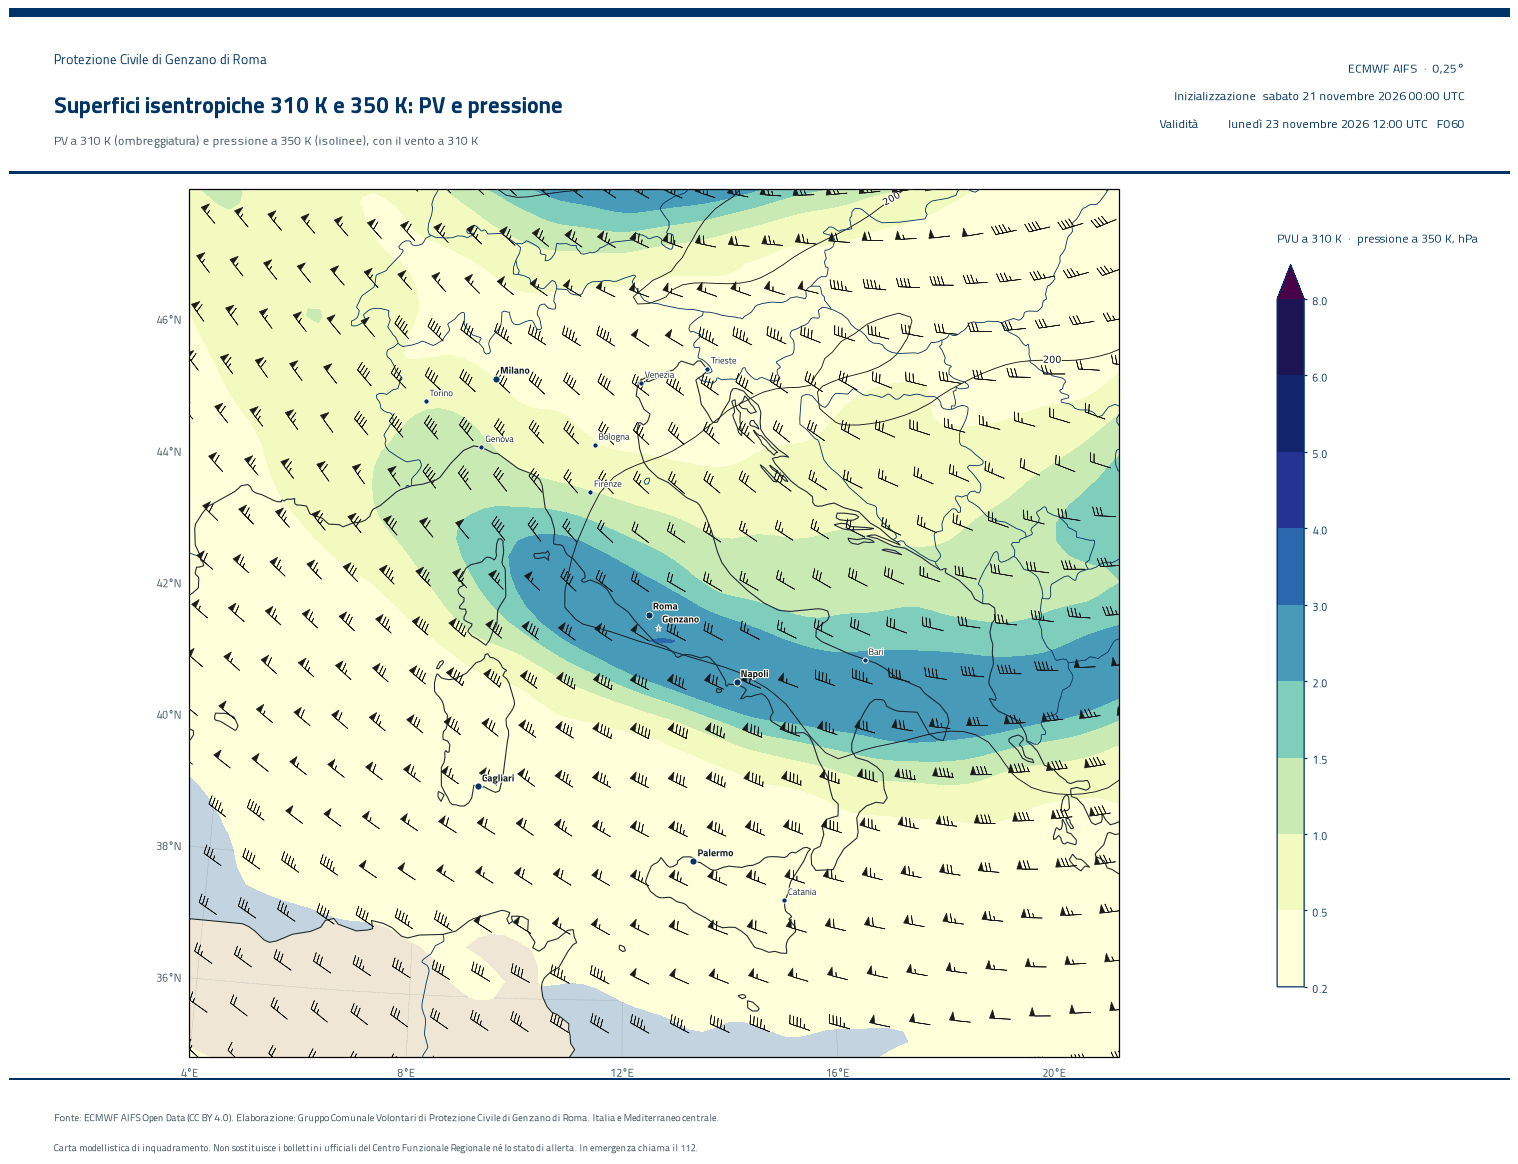 Protezione Civile di Genzano di Roma
Superfici isentropiche 310 K e 350 K: PV e pressione
PV a 310 K (ombreggiatura) e pressione a 350 K (isolinee), con il vento a 310 K
ECMWF AIFS · 0,25°
Inizializzazione sabato 21 novembre 2026 00:00 UTC
Validità lunedì 23 novembre 2026 12:00 UTC F060
PVU a 310 K · pressione a 350 K, hPa
8.0
6.0
5.0
4.0
3.0
2.0
1.5
1.0
0.5
0.2
46°N
44°N
42°N
40°N
38°N
36°N
4°E
8°E
12°E
16°E
20°E
200
200
Milano
Torino
Venezia
Trieste
Genova
Bologna
Firenze
Roma
Genzano
Napoli
Bari
Cagliari
Palermo
Catania
Fonte: ECMWF AIFS Open Data (CC BY 4.0). Elaborazione: Gruppo Comunale Volontari di Protezione Civile di Genzano di Roma. Italia e Mediterraneo centrale.
Carta modellistica di inquadramento. Non sostituisce i bollettini ufficiali del Centro Funzionale Regionale né lo stato di allerta. In emergenza chiama il 112.